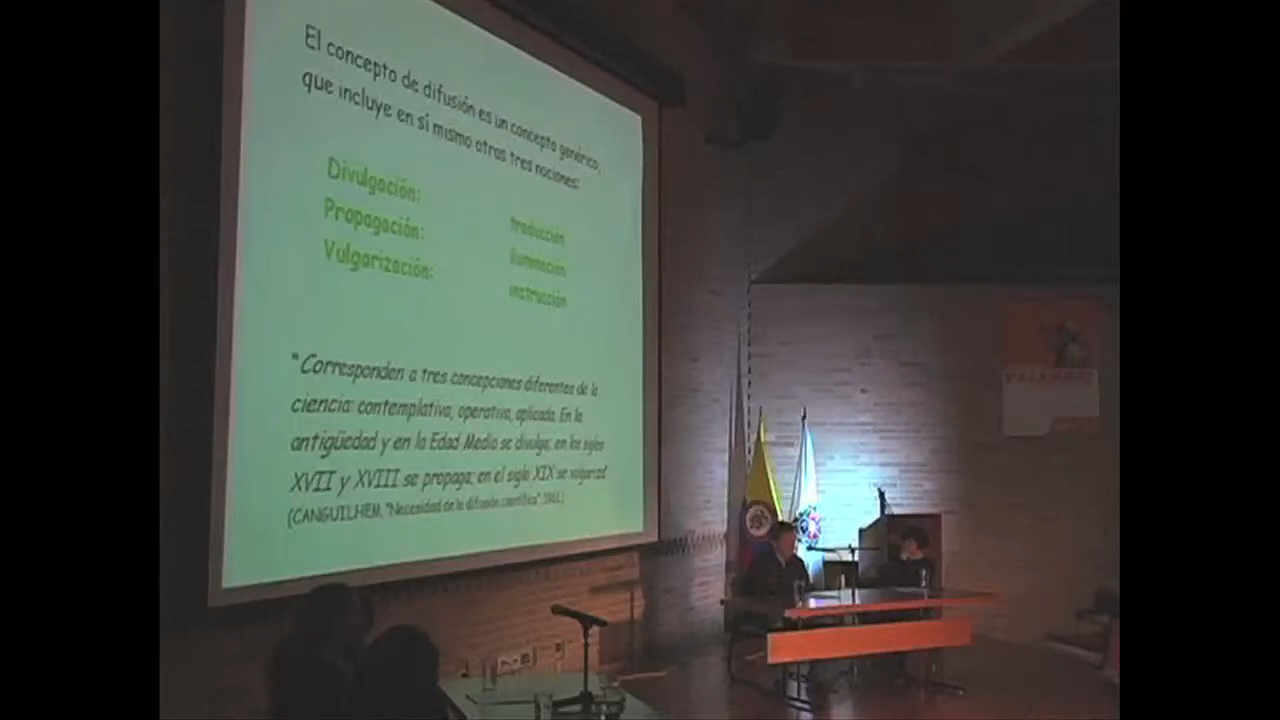 El concepto de difusión es un concepto genérico,
que incluye en sí mismo otras tres nociones:
Divulgación: traducción
Propagación: iluminación
Vulgarización: instrucción
"Corresponden a tres concepciones diferentes de la
ciencia: contemplativa, operativa, aplicada. En la
antigüedad y en la Edad Media se divulga; en los siglos
XVII y XVIII se propaga; en el siglo XIX se
(CANGUILHEM, "Necesidad de la difusión científica",